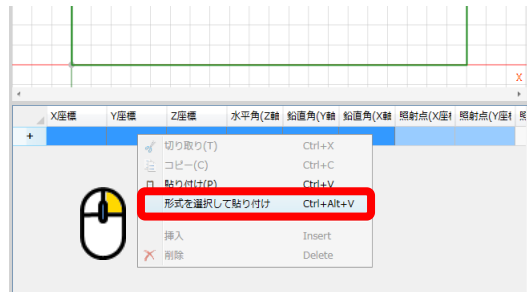 X
X座標 Y座標 Z座標 水平角(Z軸 鉛直角(Y軸 鉛直角(X軸 照射点(X座標 照射点(Y座標 照
+
切り取り(T) Ctrl+X
コピー(C) Ctrl+C
貼り付け(P) Ctrl+V
形式を選択して貼り付け Ctrl+Alt+V
挿入 Insert
削除 Delete